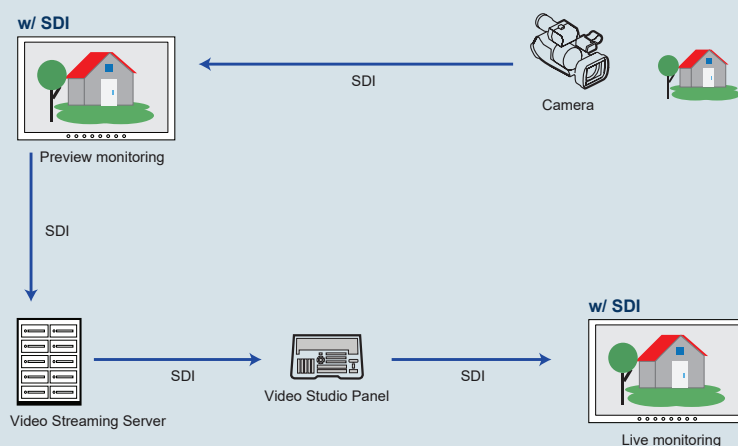 w/ SDI
SDI
Camera
Preview monitoring
SDI
w/ SDI
SDI
SDI
Video Studio Panel
Video Streaming Server
Live monitoring